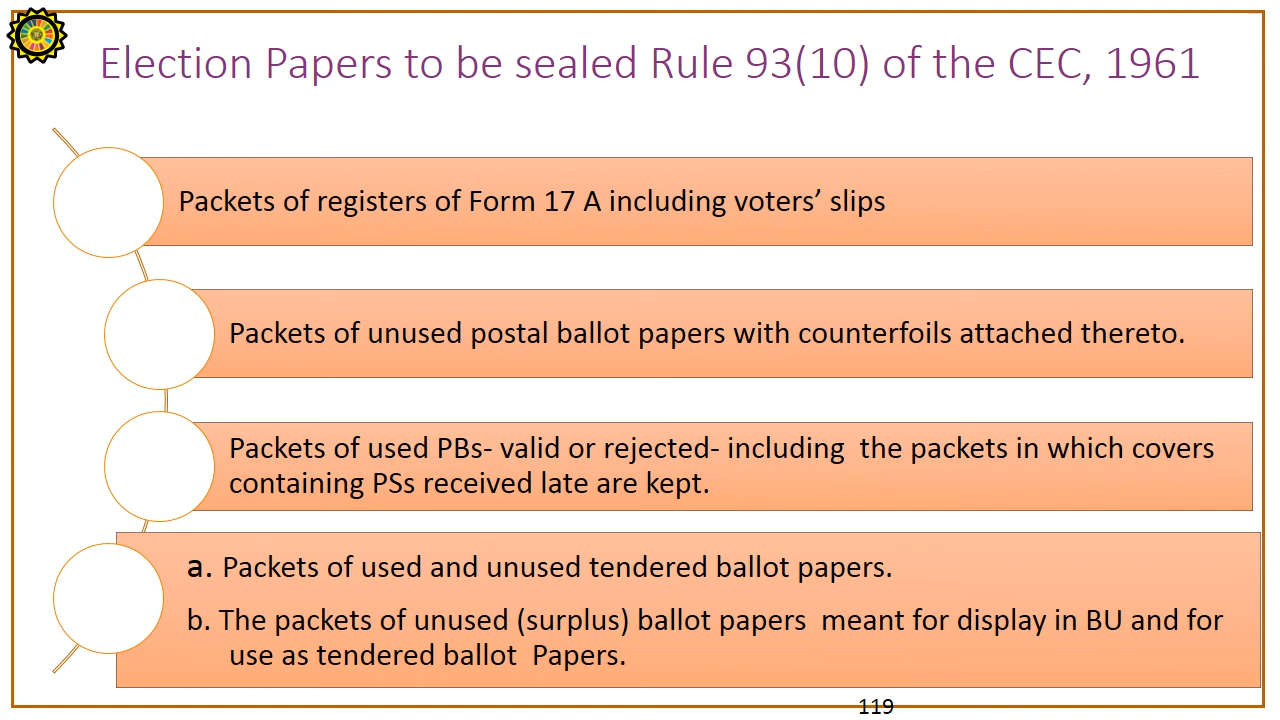 Election Papers to be sealed Rule 93(10) of the CEC, 1961
Packets of registers of Form 17 A including voters’ slips
Packets of unused postal ballot papers with counterfoils attached thereto.
Packets of used PBs- valid or rejected- including  the packets in which covers
containing PSs received late are kept.
a. Packets of used and unused tendered ballot papers.
b. The packets of unused (surplus) ballot papers  meant for display in BU and for
use as tendered ballot  Papers.
119